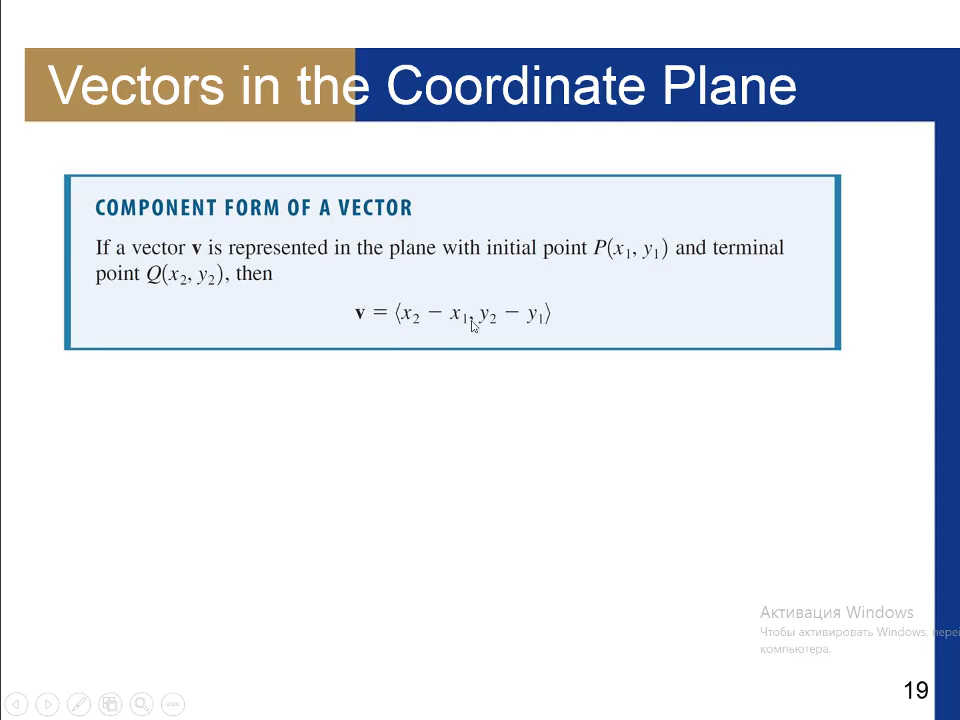 Vectors in the Coordinate Plane
COMPONENT FORM OF A VECTOR
If a vector v is represented in the plane with initial point P(x₁, y₁) and terminal
point Q(x₂, y₂), then
v = ⟨x₂ − x₁, y₂ − y₁⟩
Активация Windows
Чтобы активировать Windows, пере
компьютера.
19